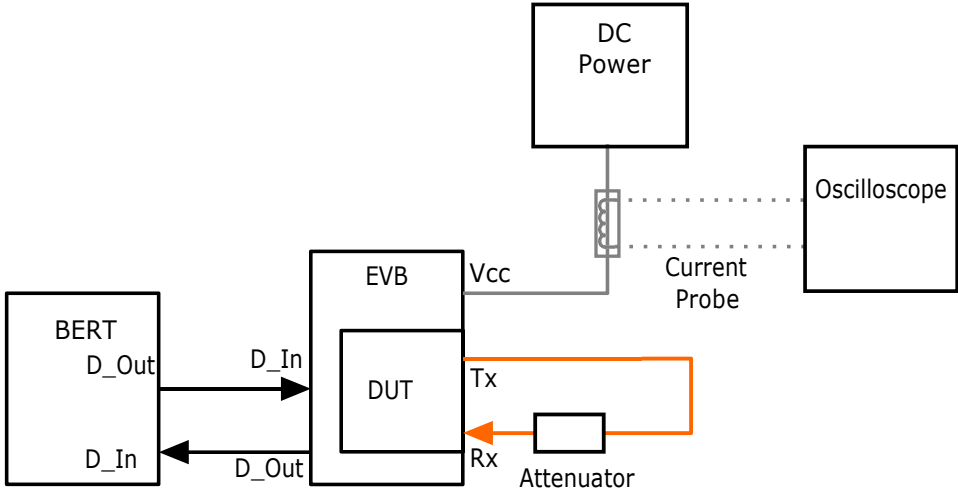 DC
Power
Oscilloscope
Current
Probe
EVB
Vcc
BERT
D_Out
D_In
DUT
Tx
D_In
D_Out
Rx
Attenuator